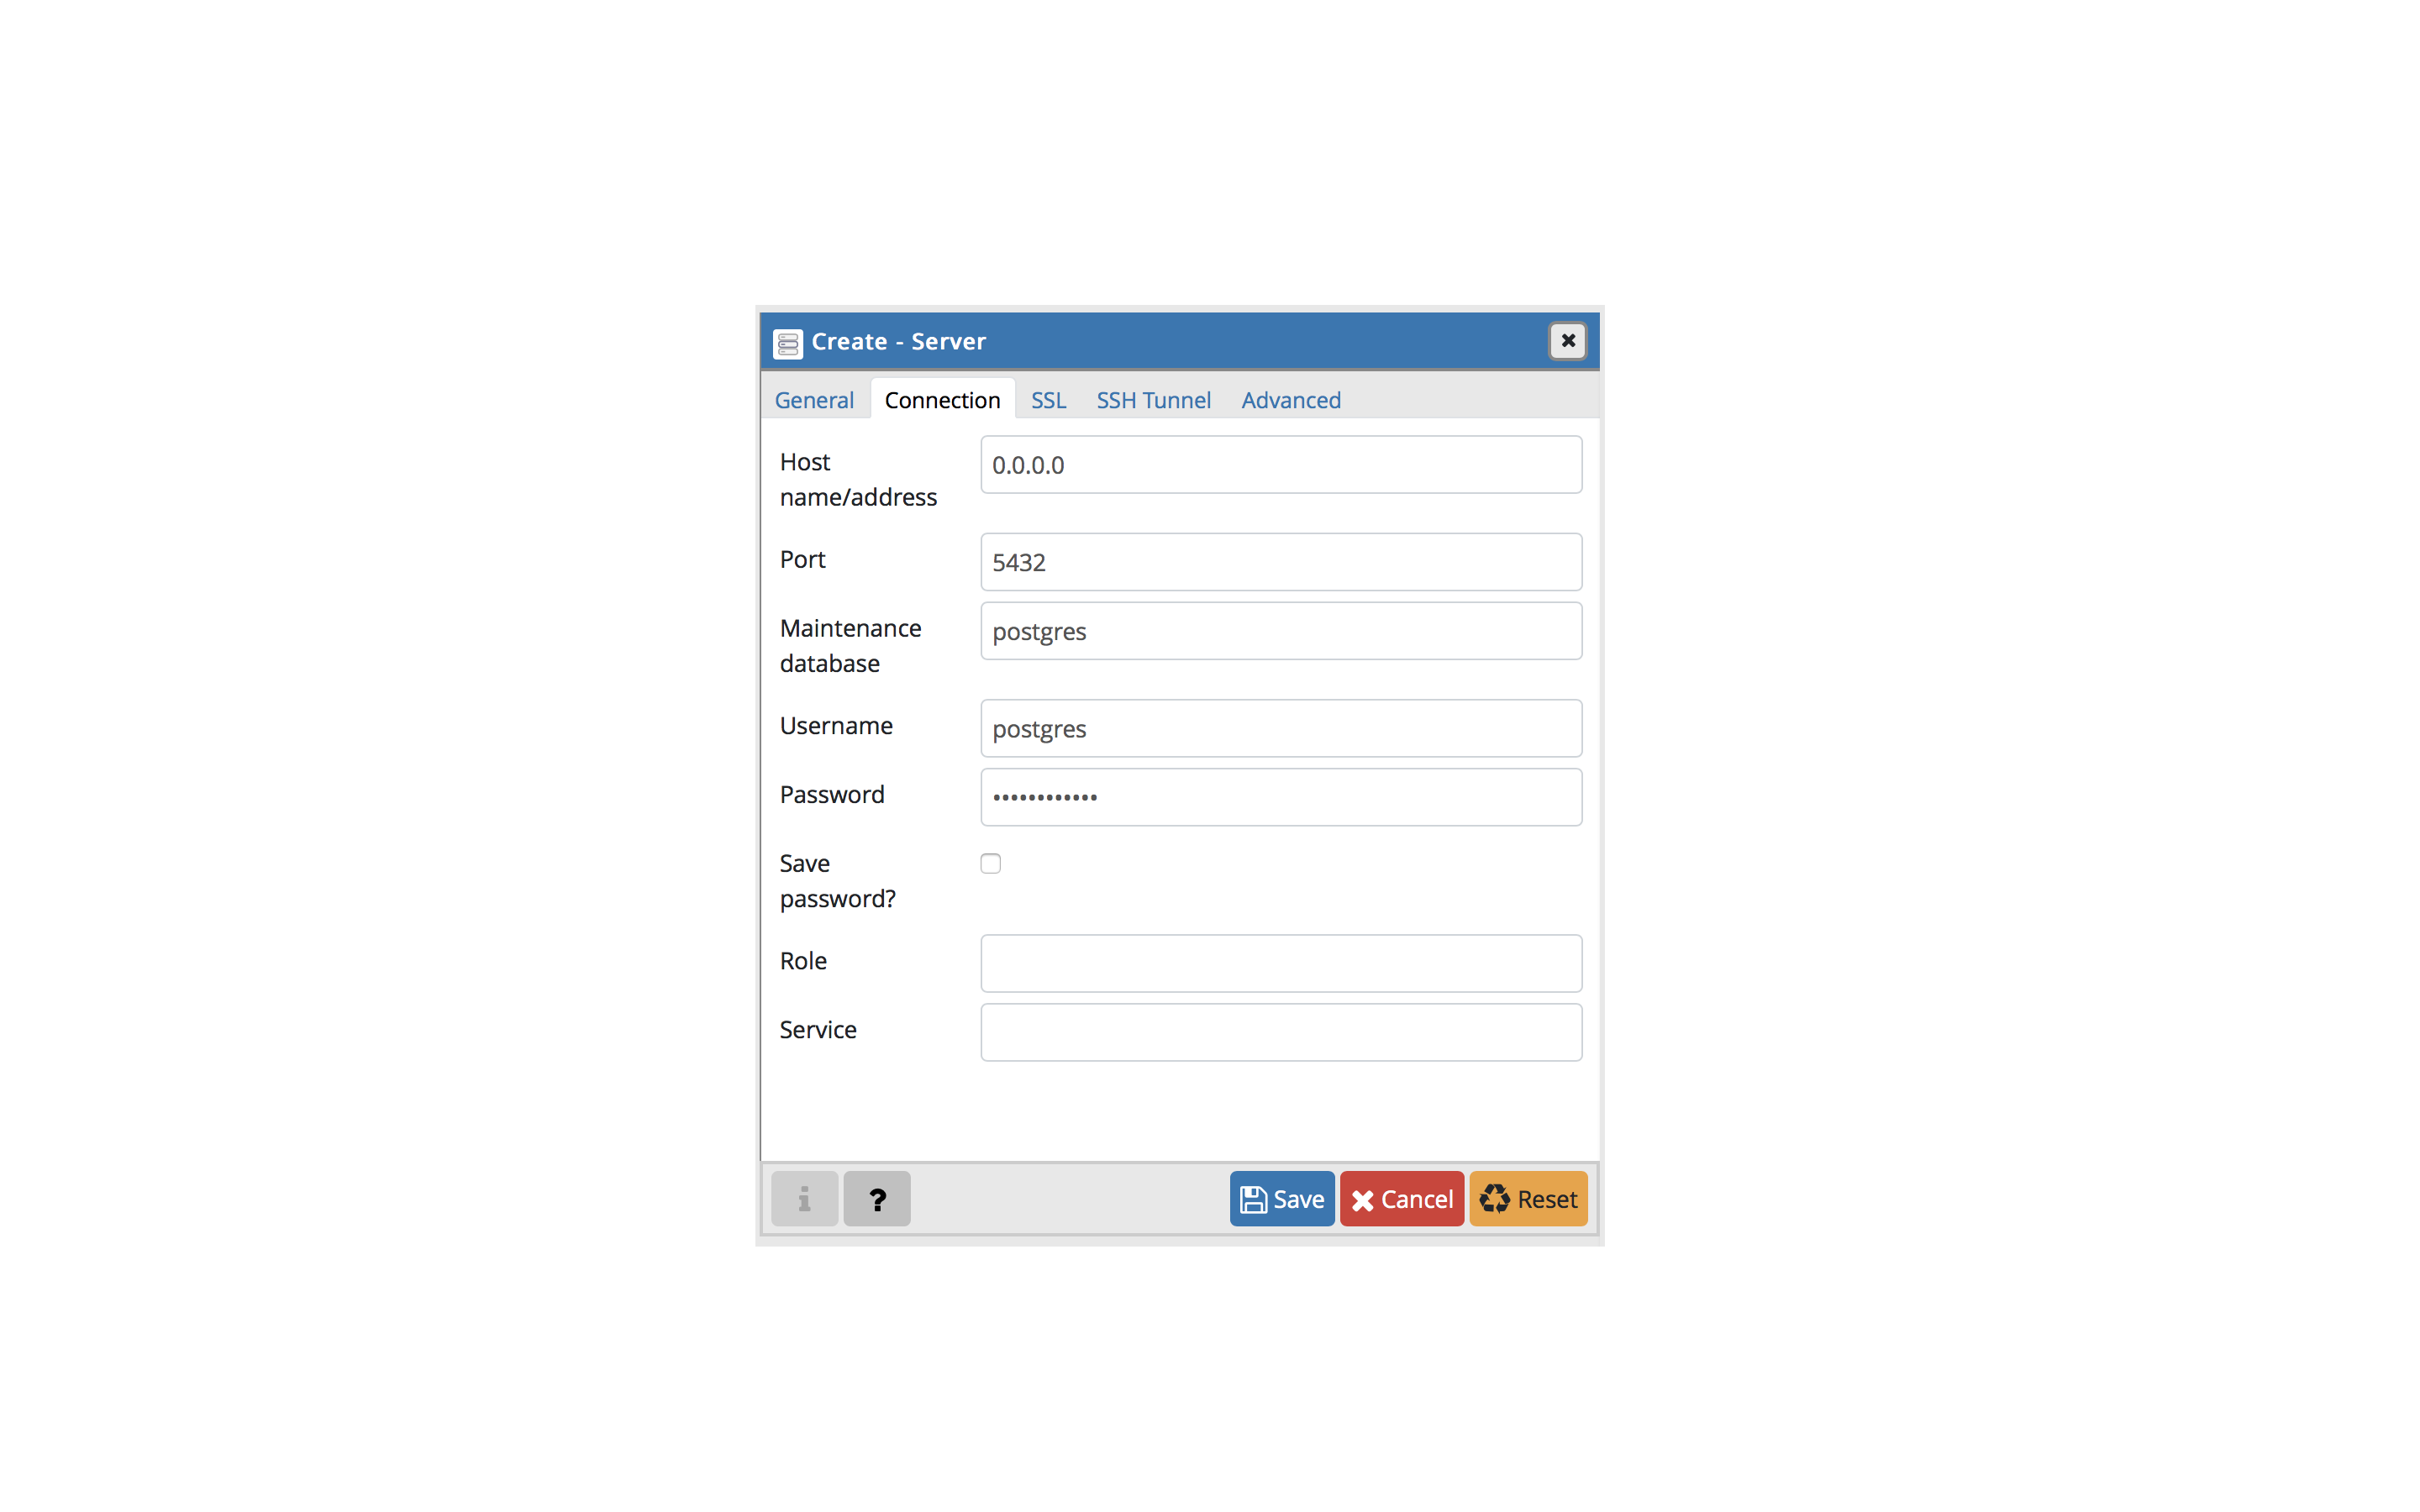 Create - Server
General Connection SSL SSH Tunnel Advanced
Host
name/address
0.0.0.0
Port
5432
Maintenance
database
postgres
Username
postgres
Password
••••••••••••
Save
password?
Role
Service
i ? Save Cancel Reset